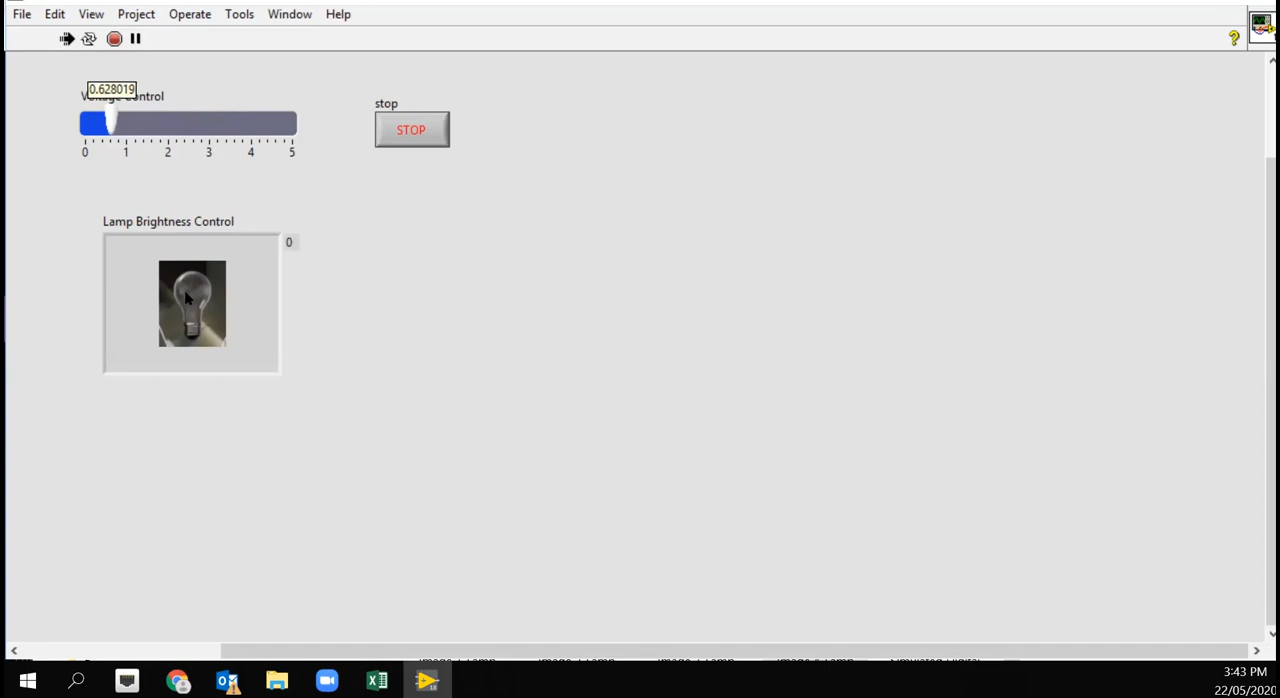 File Edit View Project Operate Tools Window Help
0.628019
Control
0 1 2 3 4 5
stop
STOP
Lamp Brightness Control
0
3:43 PM
22/05/2020